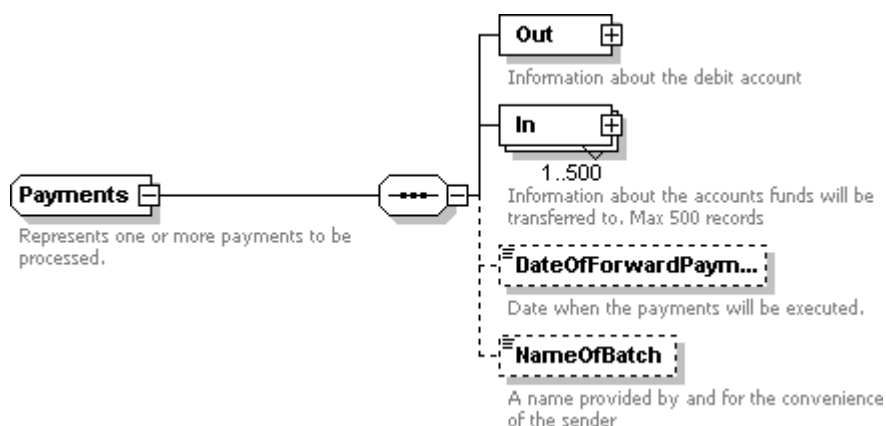 Out
Information about the debit account
In
1..500
Information about the accounts funds will be
transferred to. Max 500 records
Payments
Represents one or more payments to be
processed.
DateOfForwardPaym...
Date when the payments will be executed.
NameOfBatch
A name provided by and for the convenience
of the sender